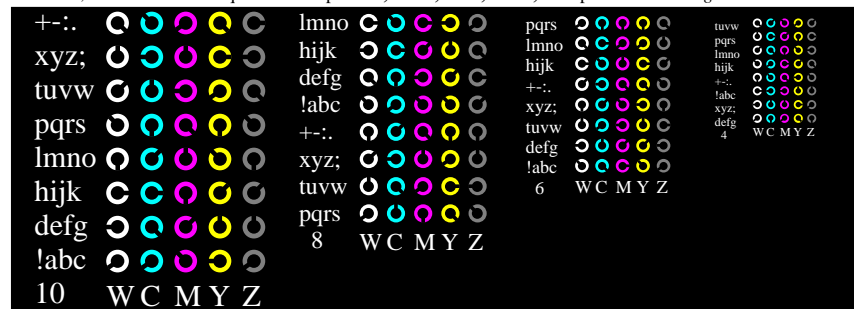 +-:.
xyz;
tuvw
pqrs
lmno
hijk
defg
!abc
10 W C M Y Z
lmno
hijk
defg
!abc
+-:.
xyz;
tuvw
pqrs
8 W C M Y Z
pqrs
lmno
hijk
+-:.
xyz;
tuvw
defg
!abc
6 W C M Y Z
tuvw
pqrs
lmno
hijk
+-:.
!abc
xyz;
defg
4 W C M Y Z